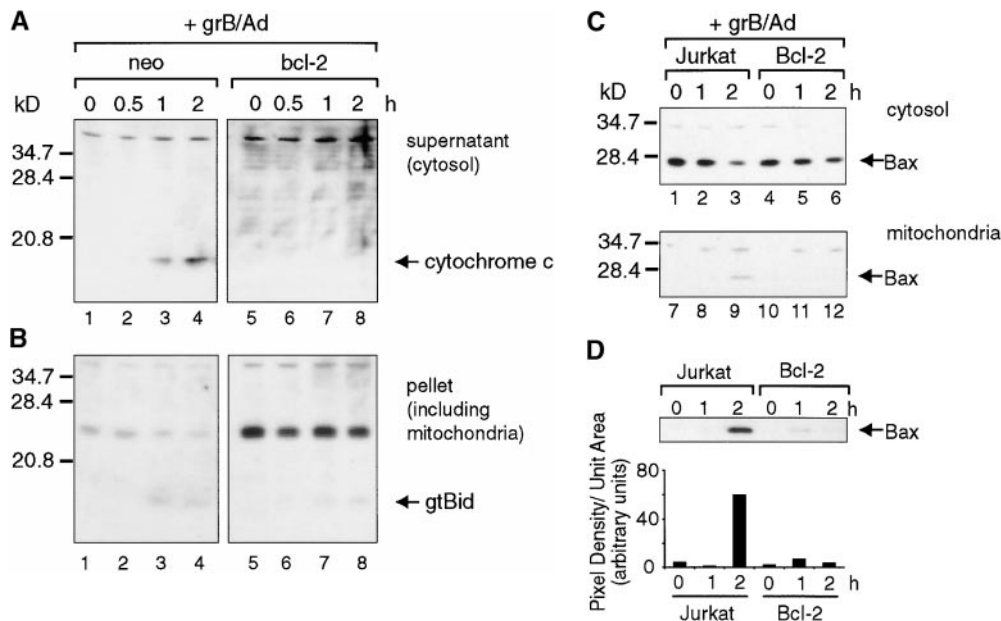 A
+ grB/Ad
neo bcl-2
kD 0 0.5 1 2 0 0.5 1 2 h
34.7
28.4
20.8
supernatant
(cytosol)
cytochrome c
1 2 3 4 5 6 7 8
B
34.7
28.4
20.8
pellet
(including
mitochondria)
gtBid
1 2 3 4 5 6 7 8
C
+ grB/Ad
Jurkat Bcl-2
kD 0 1 2 0 1 2 h
cytosol
34.7
28.4
Bax
1 2 3 4 5 6
mitochondria
34.7
28.4
Bax
7 8 9 10 11 12
D
Jurkat Bcl-2
0 1 2 0 1 2 h
Bax
Pixel Density/ Unit Area
(arbitrary units)
80
40
0
0 1 2 0 1 2 h
Jurkat Bcl-2